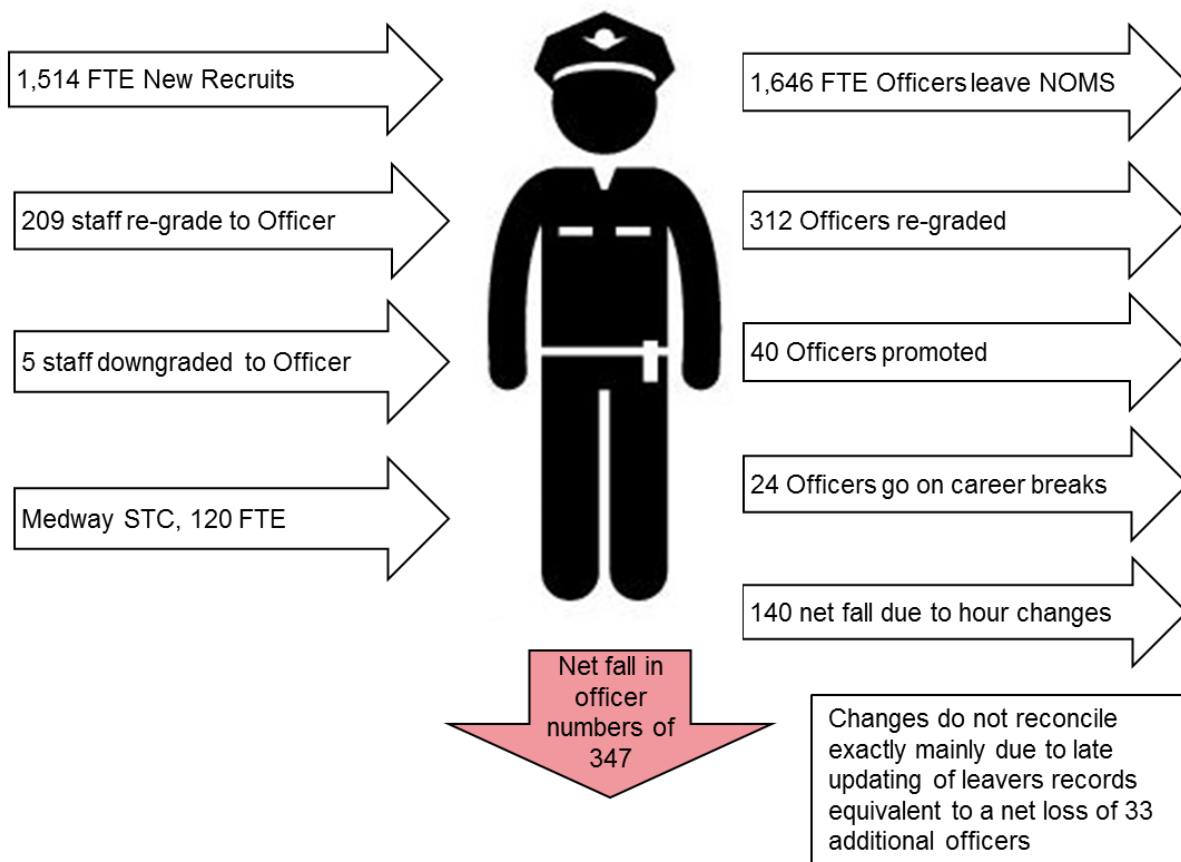 1,514 FTE New Recruits
209 staff re-grade to Officer
5 staff downgraded to Officer
Medway STC, 120 FTE
1,646 FTE Officers leave NOMS
312 Officers re-graded
40 Officers promoted
24 Officers go on career breaks
140 net fall due to hour changes
Net fall in
officer
numbers of
347
Changes do not reconcile
exactly mainly due to late
updating of leavers records
equivalent to a net loss of 33
additional officers